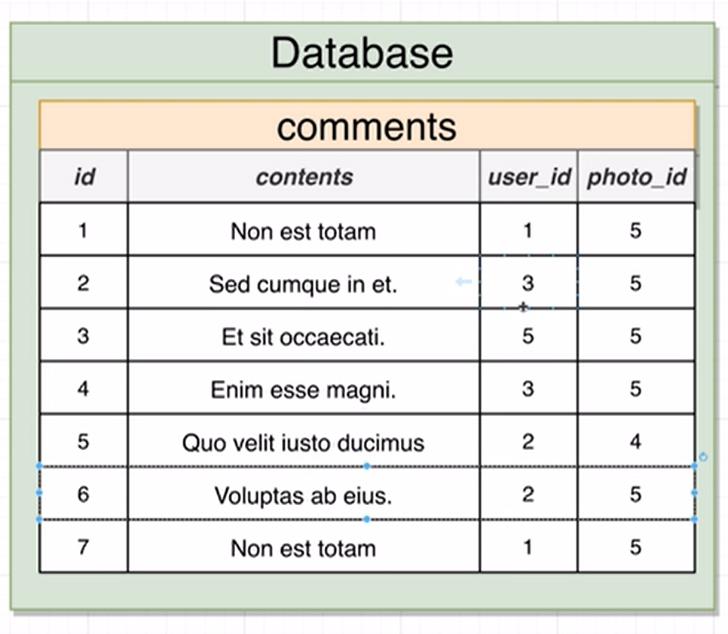 Database
comments
id contents user_id photo_id
1 Non est totam 1 5
2 Sed cumque in et. 3 5
3 Et sit occaecati. 5 5
4 Enim esse magni. 3 5
5 Quo velit iusto ducimus 2 4
6 Voluptas ab eius. 2 5
7 Non est totam 1 5